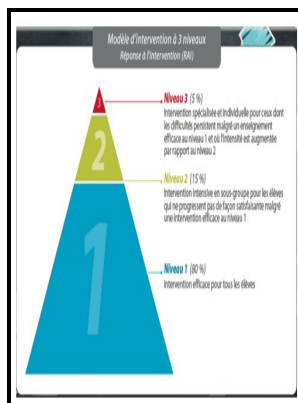 Modèle d'intervention à 3 niveaux
Réponse à l'intervention (RAI)
3
Niveau 3 (5 %)
Intervention spécialisée et individuelle pour ceux dont
les difficultés persistent malgré un enseignement
efficace au niveau 1 et où l'intensité est augmentée
par rapport au niveau 2
2
Niveau 2 (15 %)
Intervention intensive en sous-groupe pour les élèves
qui ne progressent pas de façon satisfaisante malgré
une intervention efficace au niveau 1
1
Niveau 1 (80 %)
Intervention efficace pour tous les élèves